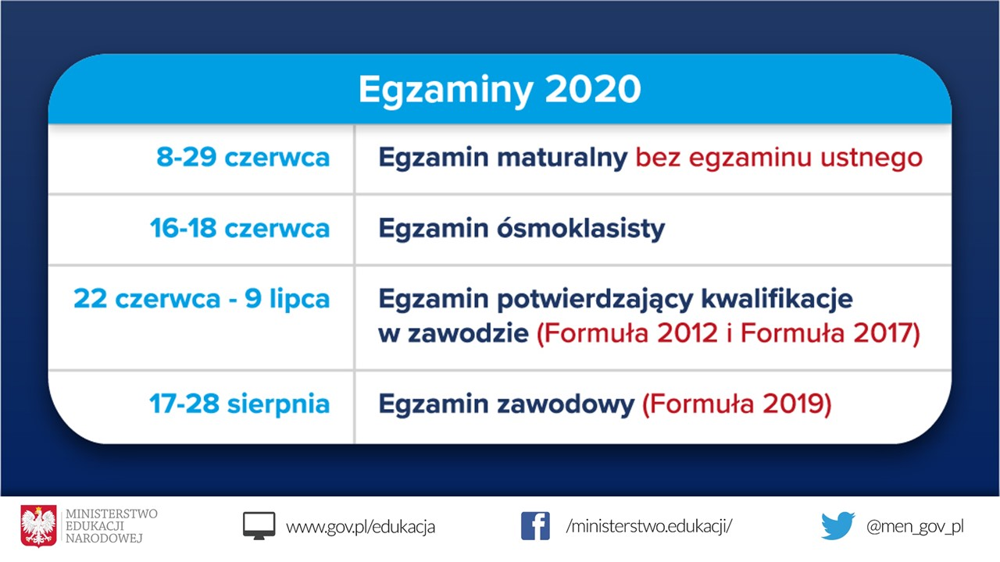 Egzaminy 2020
8-29 czerwca
Egzamin maturalny bez egzaminu ustnego
16-18 czerwca
Egzamin ósmoklasisty
22 czerwca - 9 lipca
Egzamin potwierdzający kwalifikacje
w zawodzie (Formuła 2012 i Formuła 2017)
17-28 sierpnia
Egzamin zawodowy (Formuła 2019)
MINISTERSTWO
EDUKACJI
NARODOWEJ
www.gov.pl/edukacja
/ministerstwo.edukacji/
@men_gov_pl